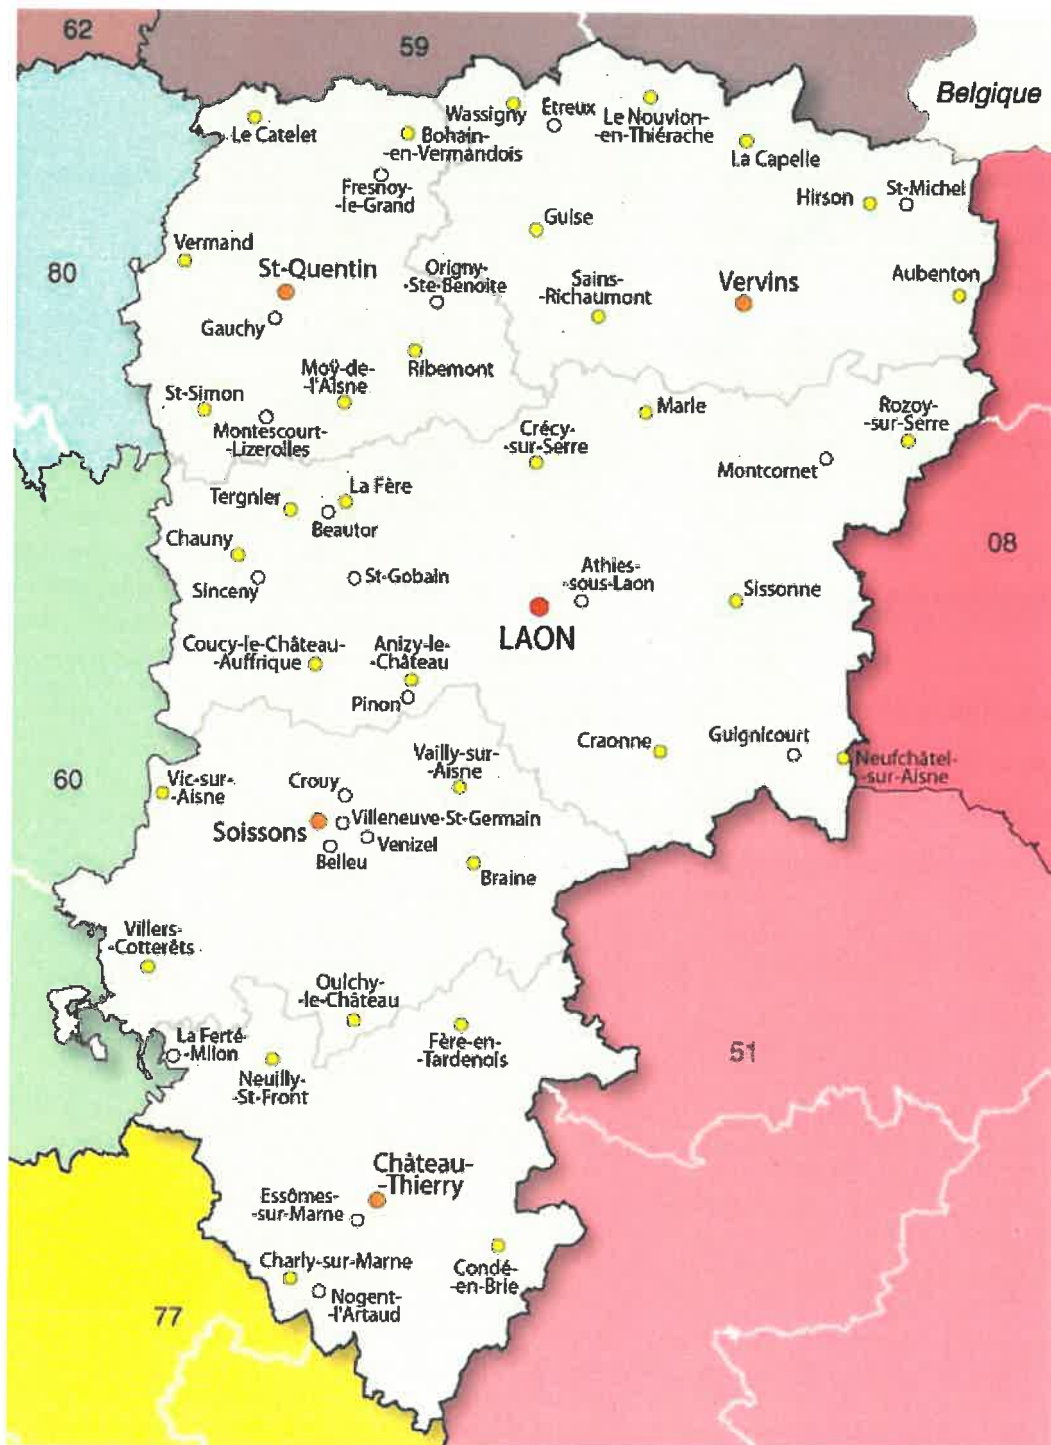 62
59
Belgique
Wassigny
Etreux
Le Nouvion-
-en-Thiérache
Le Catelet
Bohain-
-en-Vermandois
La Capelle
Fresnoy-
-le-Grand
Hirson
St-Michel
Guise
Vermand
80
St-Quentin
Origny-
-Ste-Benoite
Sains-
-Richaumont
Vervins
Aubenton
Gauchy
Ribemont
Moÿ-de-
-l'Aisne
St-Simon
Montescourt-
-Lizerolles
Marle
Rozoy-
-sur-Serre
Crécy-
-sur-Serre
Montcornet
Tergnier
La Fère
Beautor
Chauny
08
Sinceny
St-Gobain
Athies-
-sous-Laon
Sissonne
LAON
Coucy-le-Château-
-Auffrique
Anizy-le-
-Château
Pinon
Craonne
Guignicourt
Neufchâtel-
-sur-Aisne
60
Vic-sur-
-Aisne
Crouy
Vailly-sur-
-Aisne
Soissons
Villeneuve-St-Germain
Venizel
Belleu
Braine
Villers-
-Cotterêts
Oulchy-
-le-Château
La Ferté-
-Milon
Neuilly-
-St-Front
Fère-en-
-Tardenois
51
Château-
-Thierry
Essômes-
-sur-Marne
Charly-sur-Marne
Nogent-
-l'Artaud
Condé-
-en-Brie
77